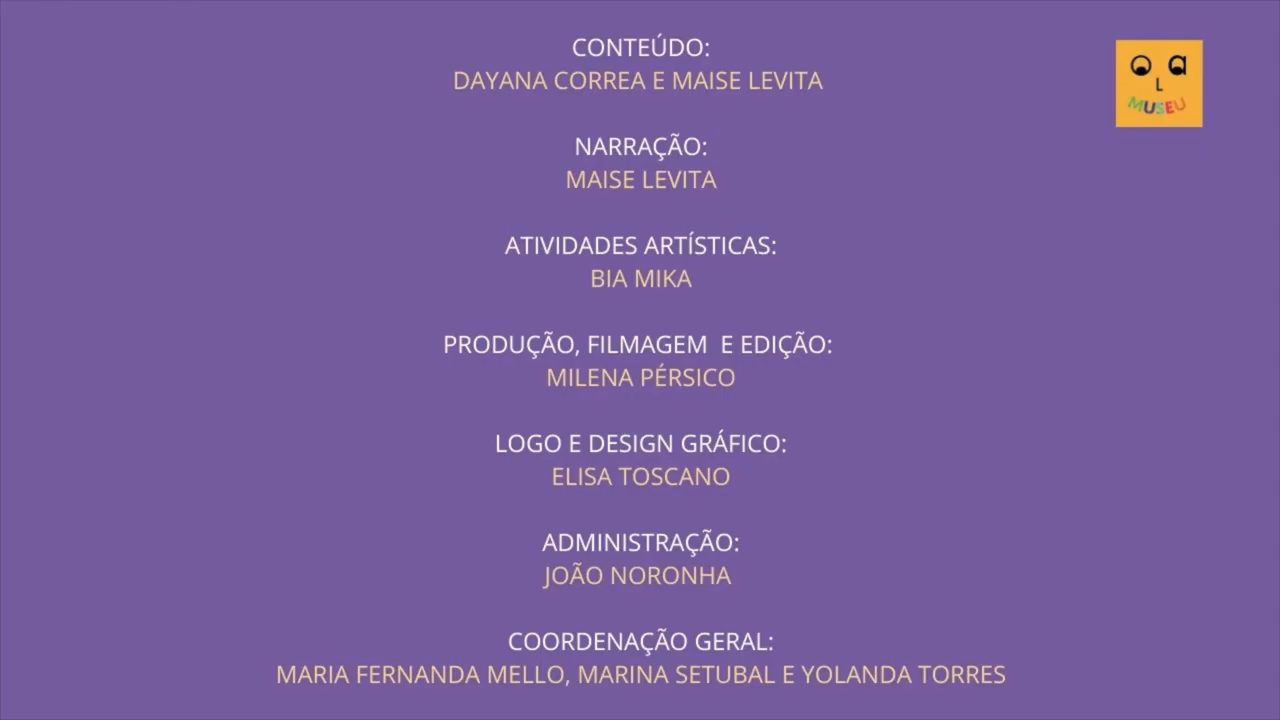 CONTEÚDO:
DAYANA CORREA E MAISE LEVITA
NARRAÇÃO:
MAISE LEVITA
ATIVIDADES ARTÍSTICAS:
BIA MIKA
PRODUÇÃO, FILMAGEM  E EDIÇÃO:
MILENA PÉRSICO
LOGO E DESIGN GRÁFICO:
ELISA TOSCANO
ADMINISTRAÇÃO:
JOÃO NORONHA
COORDENAÇÃO GERAL:
MARIA FERNANDA MELLO, MARINA SETUBAL E YOLANDA TORRES
O L a
MUSEU